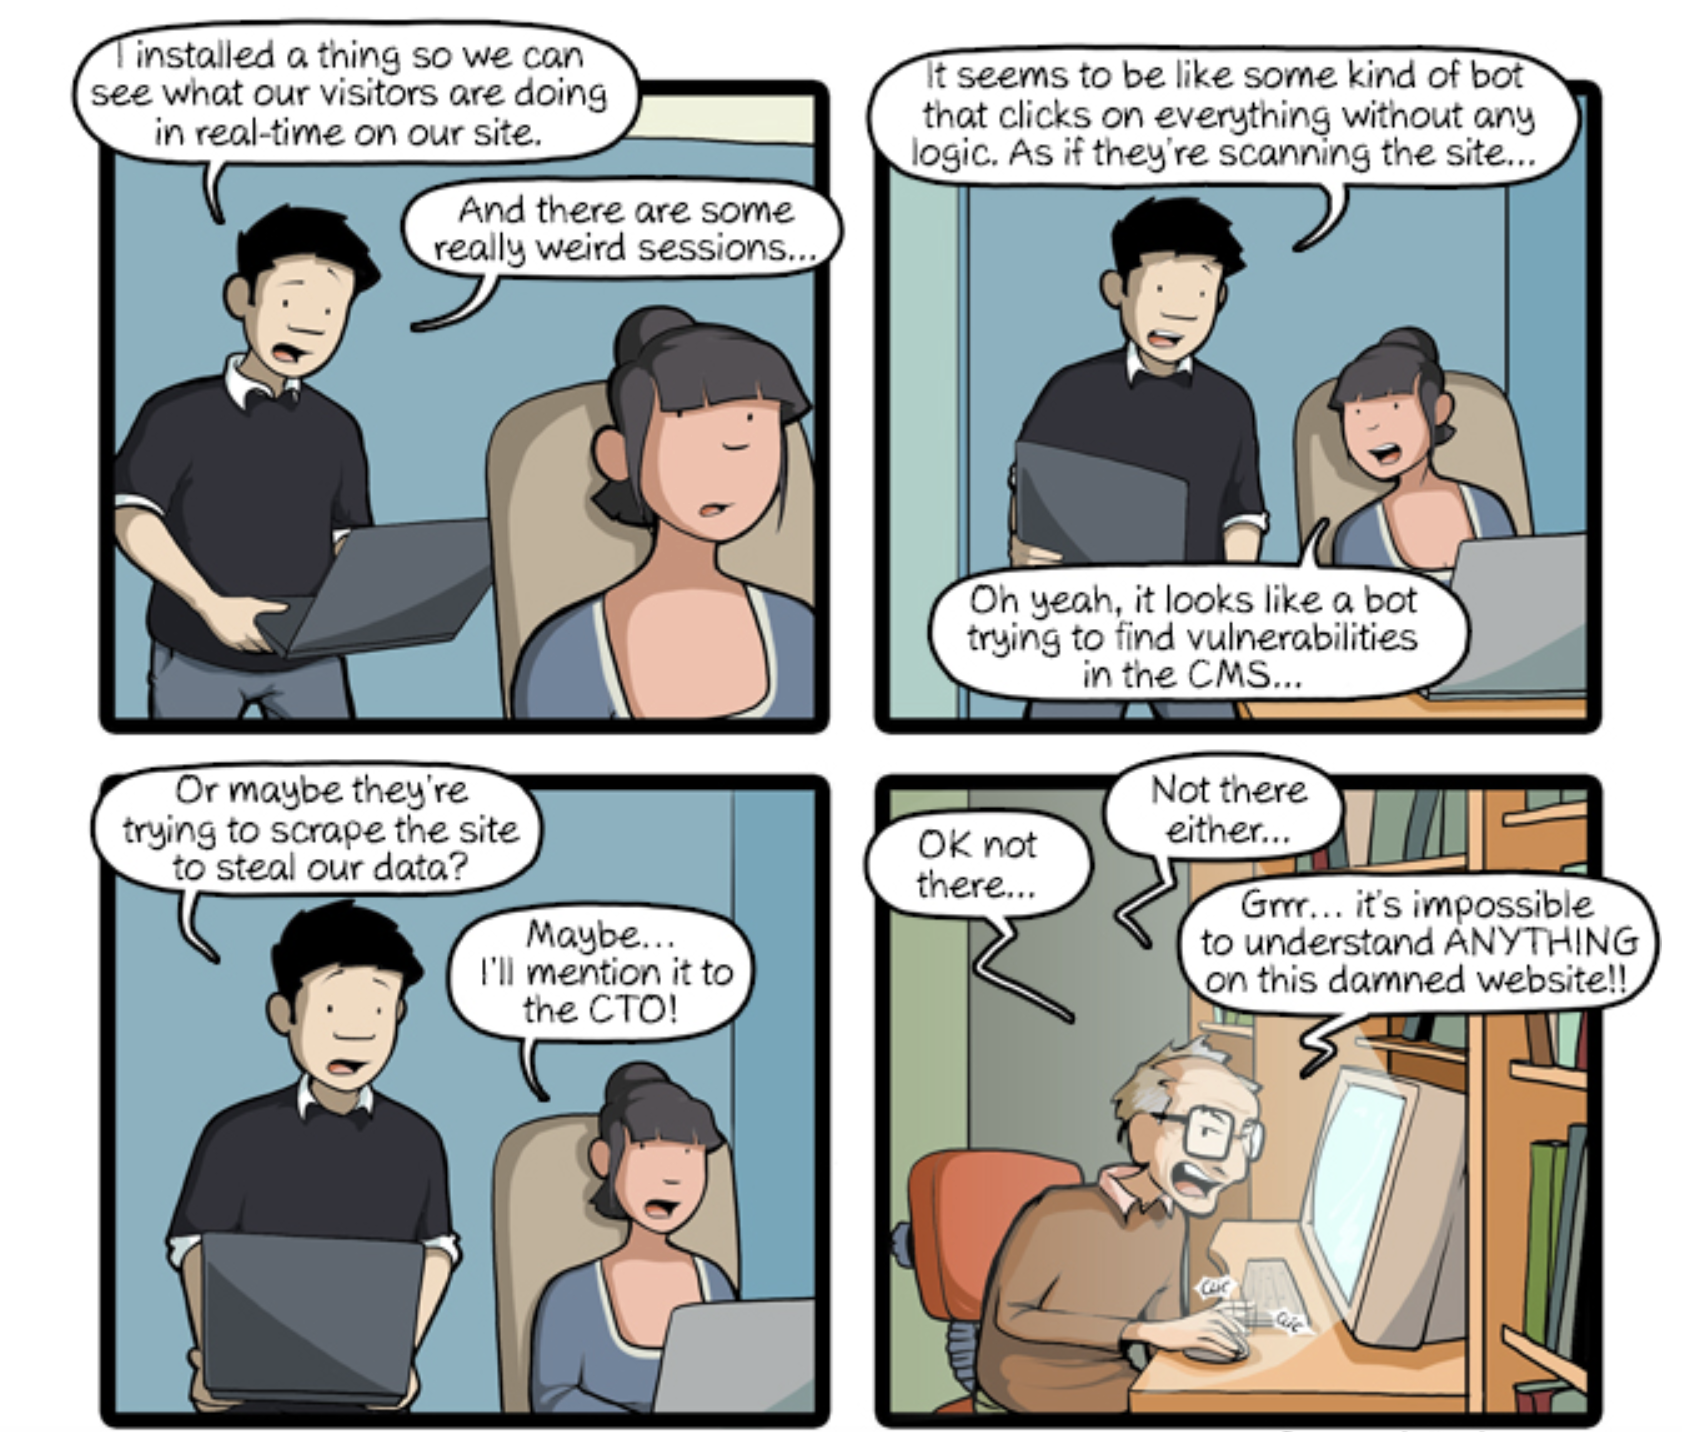 I installed a thing so we can
see what our visitors are doing
in real-time on our site.
And there are some
really weird sessions...
It seems to be like some kind of bot
that clicks on everything without any
logic. As if they're scanning the site...
Oh yeah, it looks like a bot
trying to find vulnerabilities
in the CMS...
Or maybe they're
trying to scrape the site
to steal our data?
Maybe...
I'll mention it to
the CTO!
OK not
there...
Not there
either...
Grrr... it's impossible
to understand ANYTHING
on this damned website!!
CLIC
CLIC